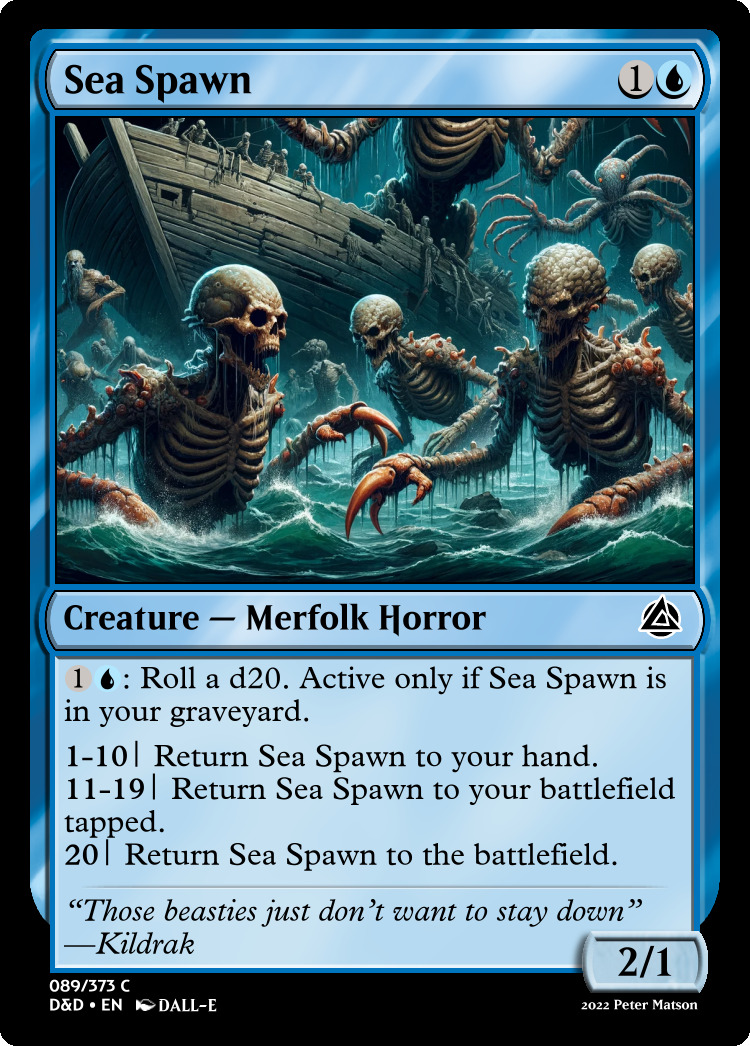 Sea Spawn 1
Creature — Merfolk Horror
1 : Roll a d20. Active only if Sea Spawn is
in your graveyard.
1-10| Return Sea Spawn to your hand.
11-19| Return Sea Spawn to your battlefield
tapped.
20| Return Sea Spawn to the battlefield.
“Those beasties just don’t want to stay down”
—Kildrak
2/1
089/373 C
D&D • EN DALL-E
2022 Peter Matson